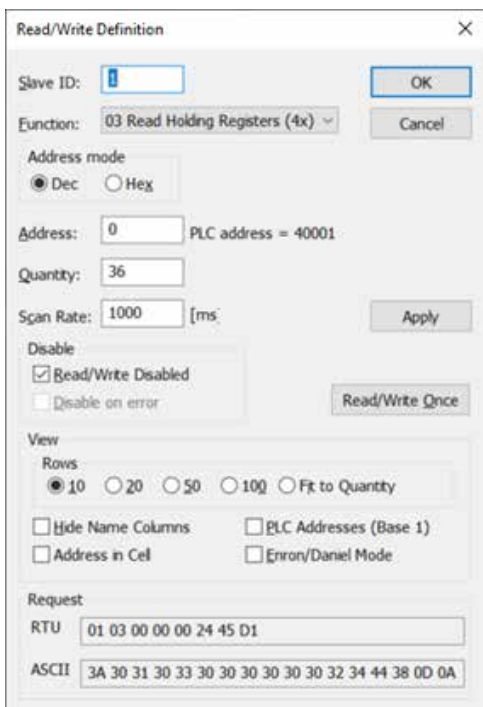 Read/Write Definition
Slave ID: 1
OK
Function: 03 Read Holding Registers (4x)
Cancel
Address mode
Dec Hex
Address: 0 PLC address = 40001
Quantity: 36
Scan Rate: 1000 [ms]
Apply
Disable
Read/Write Disabled
Disable on error
Read/Write Once
View
Rows
10 20 50 100 Fit to Quantity
Hide Name Columns PLC Addresses (Base 1)
Address in Cell Enron/Daniel Mode
Request
RTU 01 03 00 00 00 24 45 D1
ASCII 3A 30 31 30 33 30 30 30 30 30 30 32 34 44 38 0D 0A